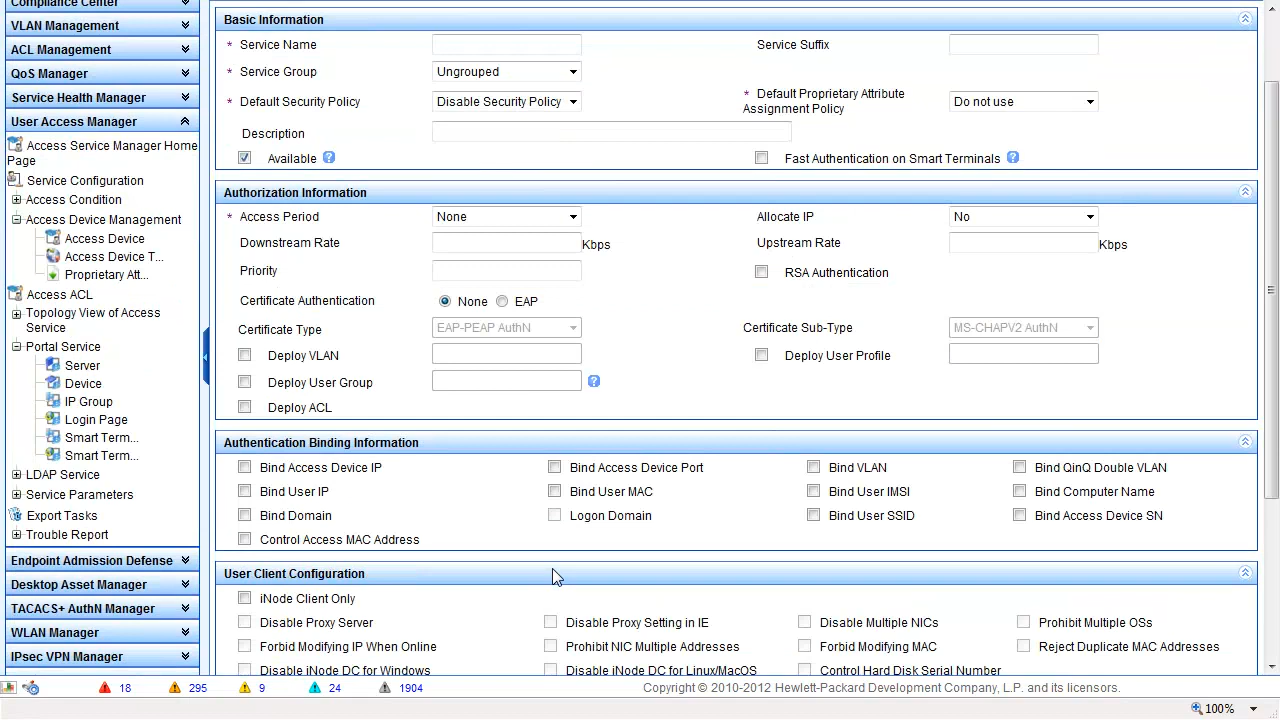 Compliance Center
VLAN Management
ACL Management
QoS Manager
Service Health Manager
User Access Manager
Access Service Manager Home
Page
Service Configuration
Access Condition
Access Device Management
Access Device
Access Device T...
Proprietary Att...
Access ACL
Topology View of Access
Service
Portal Service
Server
Device
IP Group
Login Page
Smart Term...
Smart Term...
LDAP Service
Service Parameters
Export Tasks
Trouble Report
Endpoint Admission Defense
Desktop Asset Manager
TACACS+ AuthN Manager
WLAN Manager
IPsec VPN Manager
Basic Information
* Service Name
Service Suffix
* Service Group Ungrouped
* Default Security Policy Disable Security Policy
* Default Proprietary Attribute
Assignment Policy Do not use
Description
Available ?
Fast Authentication on Smart Terminals ?
Authorization Information
* Access Period None
Allocate IP No
Downstream Rate Kbps
Upstream Rate Kbps
Priority
RSA Authentication
Certificate Authentication None EAP
Certificate Type EAP-PEAP AuthN
Certificate Sub-Type MS-CHAPV2 AuthN
Deploy VLAN
Deploy User Profile
Deploy User Group ?
Deploy ACL
Authentication Binding Information
Bind Access Device IP Bind Access Device Port Bind VLAN Bind QinQ Double VLAN
Bind User IP Bind User MAC Bind User IMSI Bind Computer Name
Bind Domain Logon Domain Bind User SSID Bind Access Device SN
Control Access MAC Address
User Client Configuration
iNode Client Only
Disable Proxy Server Disable Proxy Setting in IE Disable Multiple NICs Prohibit Multiple OSs
Forbid Modifying IP When Online Prohibit NIC Multiple Addresses Forbid Modifying MAC Reject Duplicate MAC Addresses
Disable iNode DC for Windows Disable iNode DC for Linux/MacOS Control Hard Disk Serial Number
18 295 9 24 1904
Copyright © 2010-2012 Hewlett-Packard Development Company, L.P. and its licensors.
100%